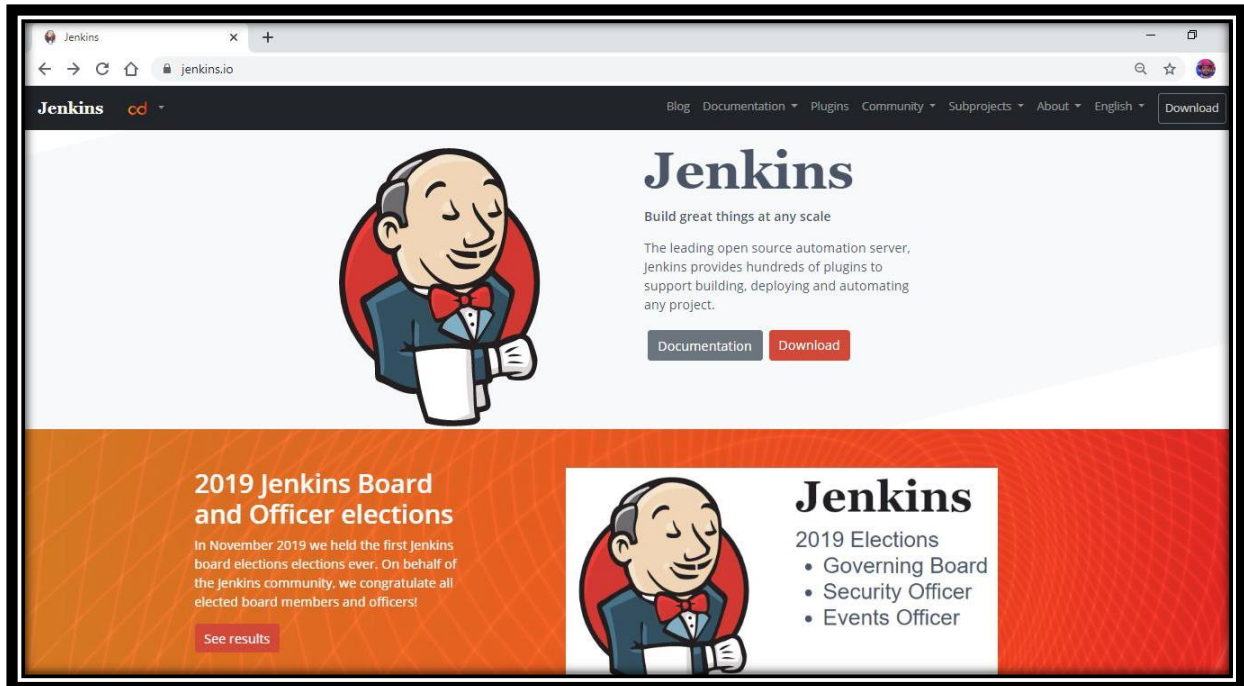 Jenkins
jenkins.io
Jenkins cd Blog Documentation Plugins Community Subprojects About English Download
Jenkins
Build great things at any scale
The leading open source automation server,
Jenkins provides hundreds of plugins to
support building, deploying and automating
any project.
Documentation Download
2019 Jenkins Board
and Officer elections
In November 2019 we held the first Jenkins
board elections elections ever. On behalf of
the Jenkins community, we congratulate all
elected board members and officers!
See results
Jenkins
2019 Elections
• Governing Board
• Security Officer
• Events Officer